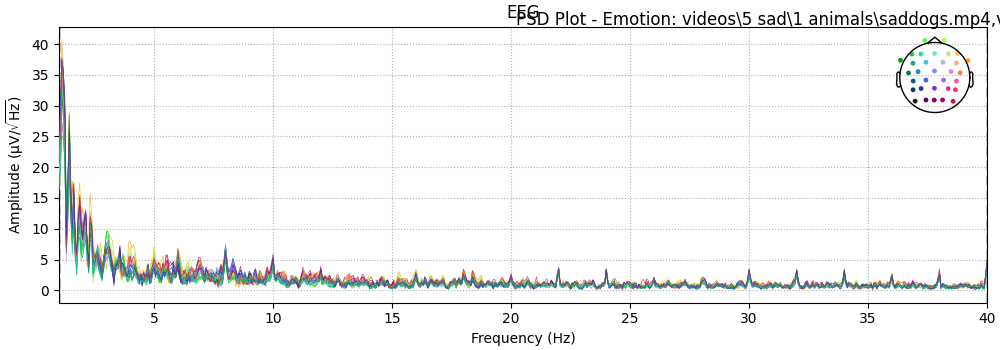 EEG
PSD Plot - Emotion: videos\5 sad\1 animals\saddogs.mp4,v
Amplitude (µV/√Hz)
40
35
30
25
20
15
10
5
0
5 10 15 20 25 30 35 40
Frequency (Hz)